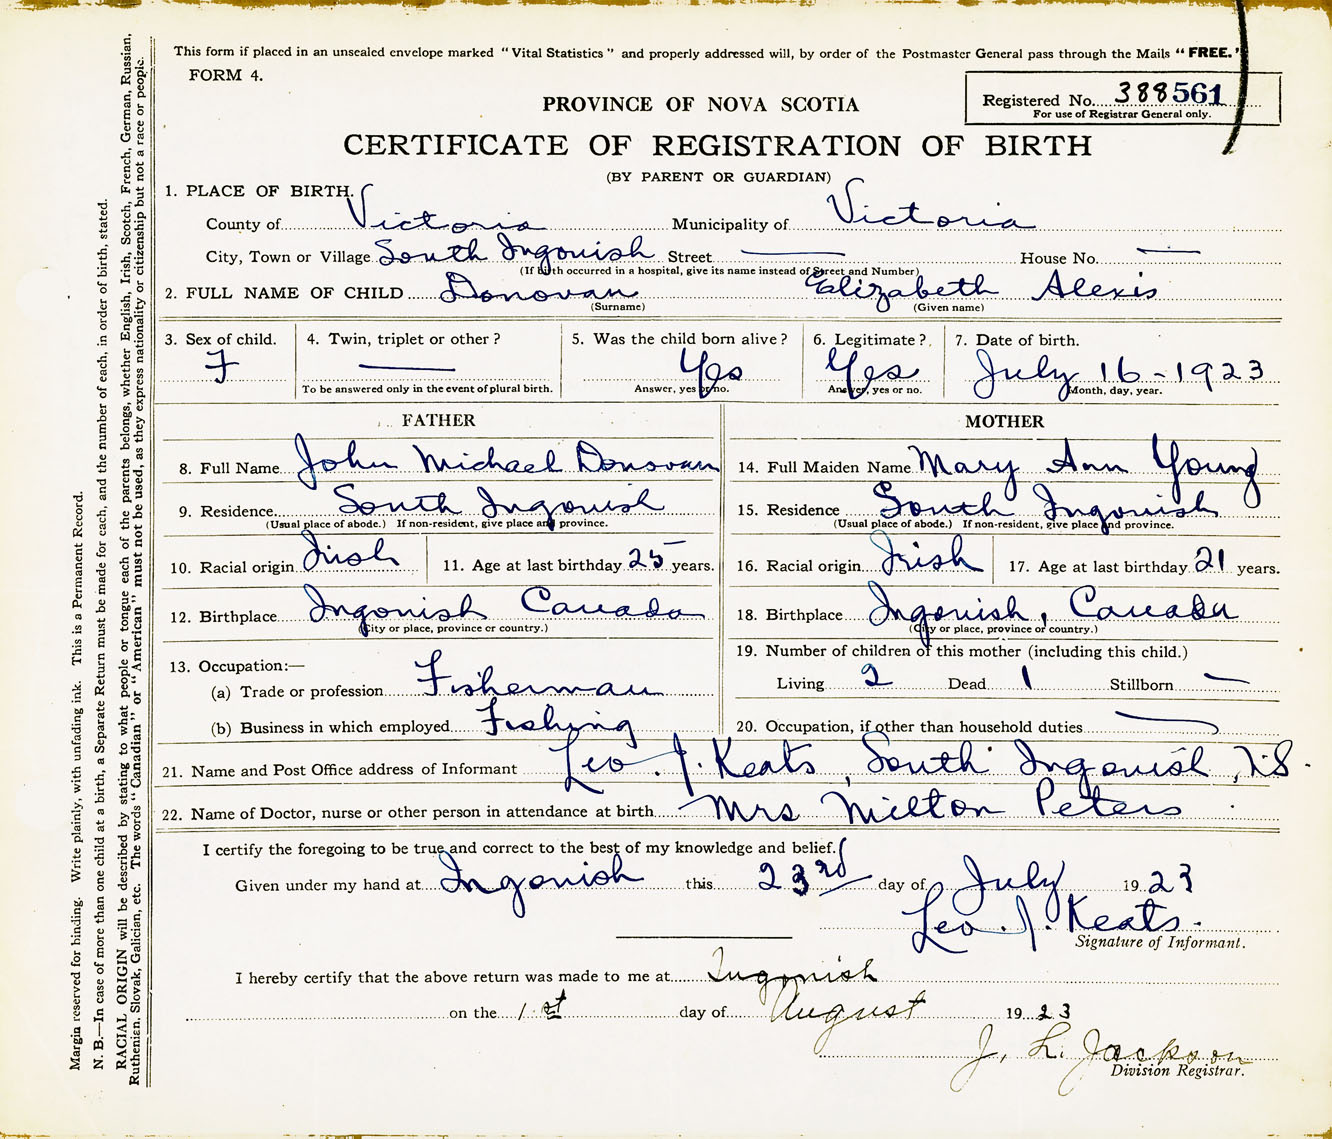 This form if placed in an unsealed envelope marked "Vital Statistics" and properly addressed will, by order of the Postmaster General pass through the Mails "FREE."
FORM 4.
Registered No. 388561
For use of Registrar General only.
PROVINCE OF NOVA SCOTIA
CERTIFICATE OF REGISTRATION OF BIRTH
(BY PARENT OR GUARDIAN)
1. PLACE OF BIRTH.
County of Victoria Municipality of Victoria
City, Town or Village South Ingonish Street — House No. —
(If birth occurred in a hospital, give its name instead of Street and Number)
2. FULL NAME OF CHILD Donovan Elizabeth Alexis
(Surname) (Given name)
3. Sex of child. 4. Twin, triplet or other? 5. Was the child born alive? 6. Legitimate? 7. Date of birth.
F — Yes Yes July 16-1923
To be answered only in the event of plural birth. Answer, yes or no. Answer, yes or no. Month, day, year.
FATHER MOTHER
8. Full Name John Michael Donovan 14. Full Maiden Name Mary Ann Young
9. Residence South Ingonish 15. Residence South Ingonish
(Usual place of abode.) If non-resident, give place and province. (Usual place of abode.) If non-resident, give place and province.
10. Racial origin Irish 11. Age at last birthday 25 years. 16. Racial origin Irish 17. Age at last birthday 21 years.
12. Birthplace Ingonish Canada 18. Birthplace Ingonish, Canada
(City or place, province or country.) (City or place, province or country.)
13. Occupation:— 19. Number of children of this mother (including this child.)
(a) Trade or profession Fisherman Living 2 Dead 1 Stillborn —
(b) Business in which employed Fishing 20. Occupation, if other than household duties —
21. Name and Post Office address of Informant Leo. J. Keats, South Ingonish, N.S.
22. Name of Doctor, nurse or other person in attendance at birth Mrs Milton Peters
I certify the foregoing to be true and correct to the best of my knowledge and belief.
Given under my hand at Ingonish this 23rd day of July 1923
Leo. J. Keats.
Signature of Informant.
I hereby certify that the above return was made to me at Ingonish
on the 1st day of August 1923
J. L. Jackson
Division Registrar.
Margin reserved for binding. Write plainly, with unfading ink. This is a Permanent Record.
N. B.—In case of more than one child at a birth, a Separate Return must be made for each, and the number of each, in order of birth, stated.
RACIAL ORIGIN will be described by stating to what people or tongue each of the parents belongs, whether English, Irish, Scotch, French, German, Russian,
Ruthenien, Slovak, Galician, etc. The words "Canadian" or "American" must not be used, as they express nationality or citizenship but not a race or people.